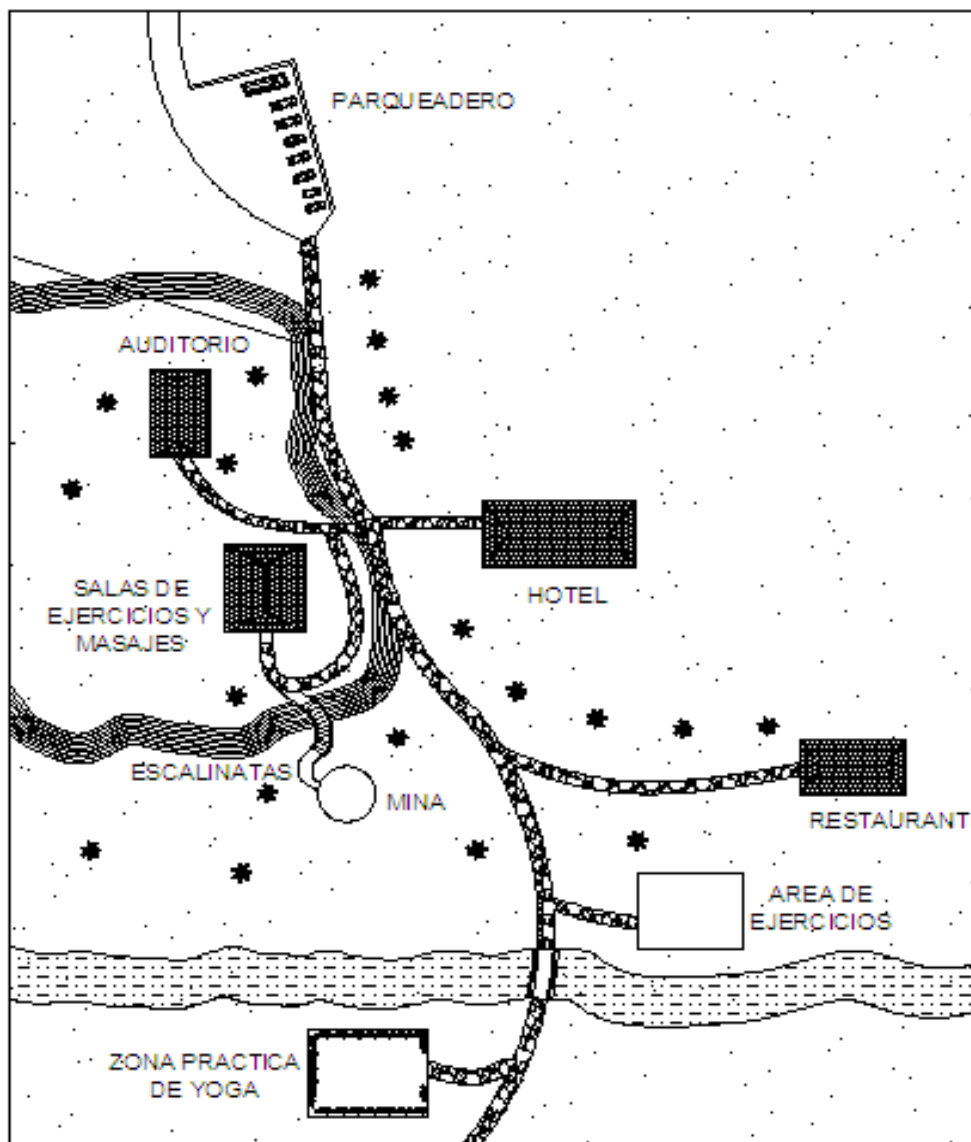 PARQUEADERO
AUDITORIO
HOTEL
SALAS DE
EJERCICIOS Y
MASAJES
ESCALINATAS
MINA
RESTAURANT
AREA DE
EJERCICIOS
ZONA PRACTICA
DE YOGA